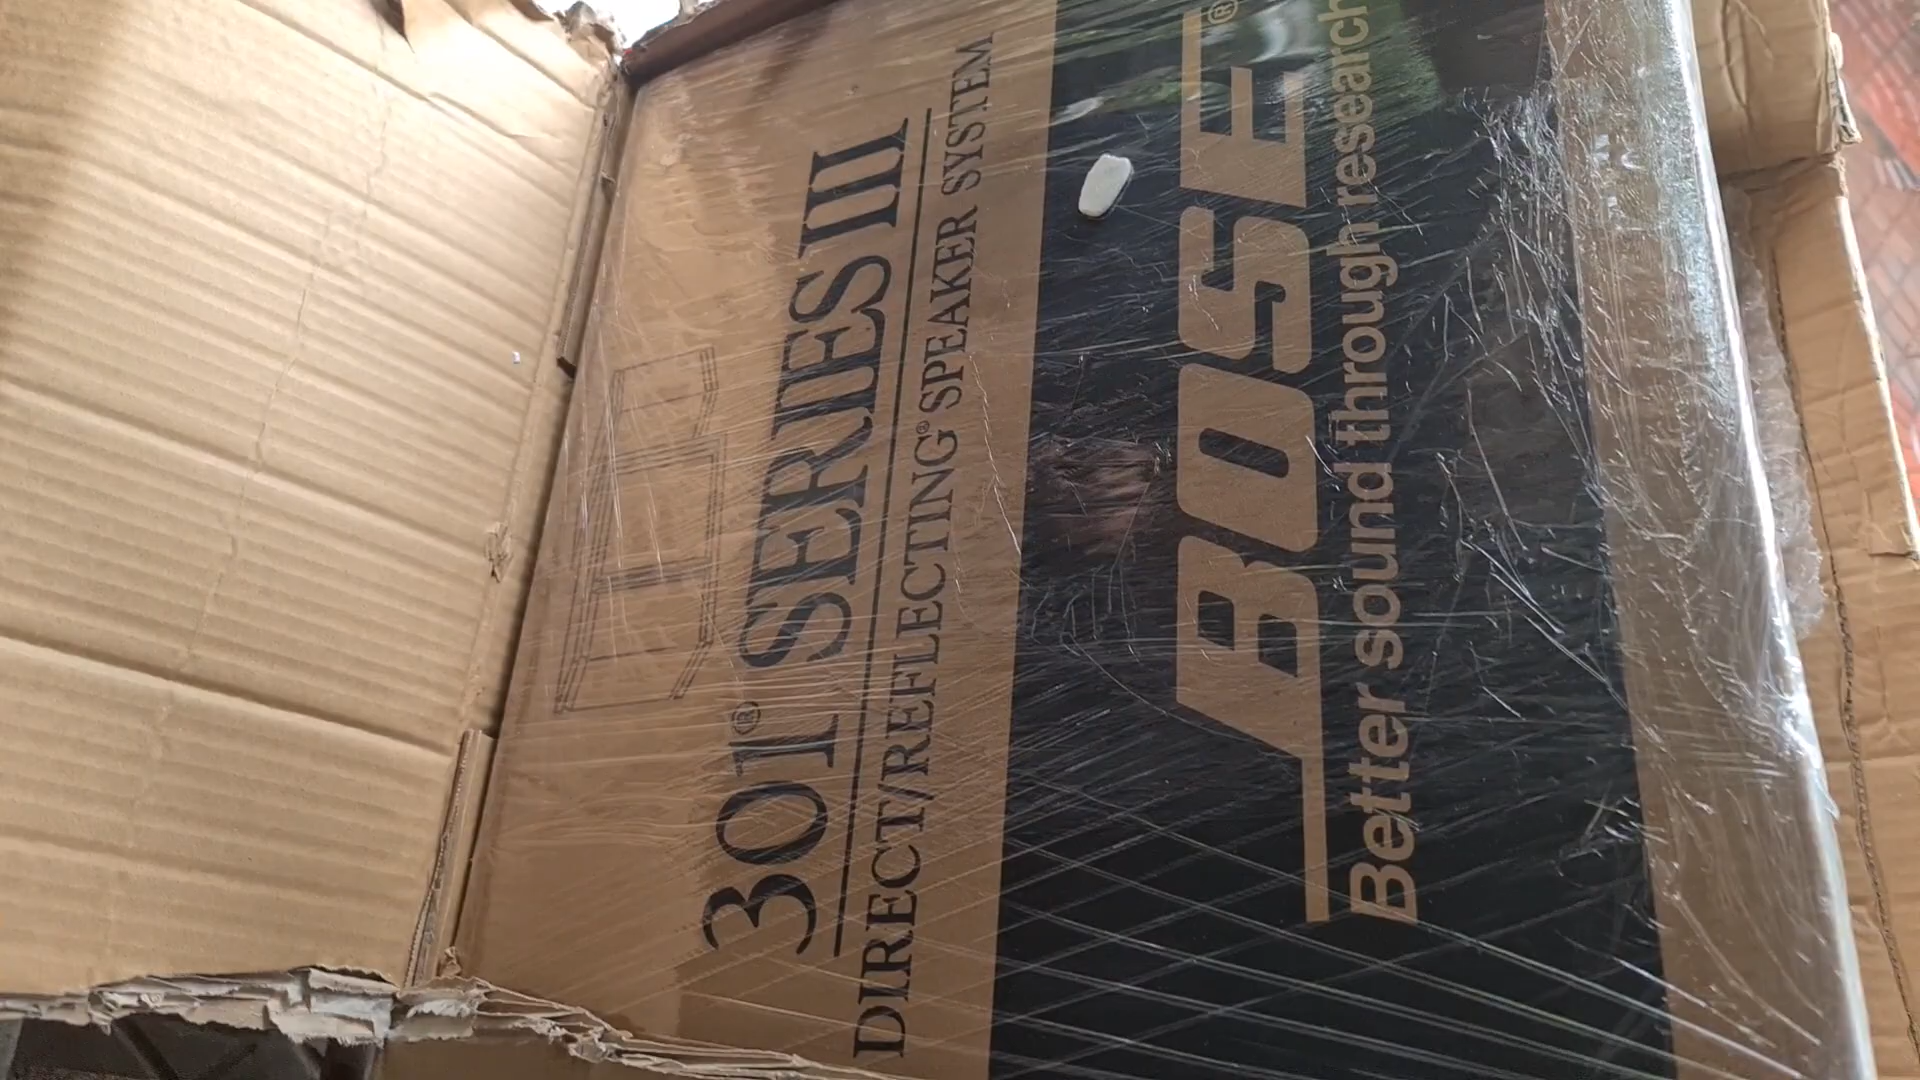 301® SERIES III
DIRECT/REFLECTING® SPEAKER SYSTEM
BOSE®
Better sound through research